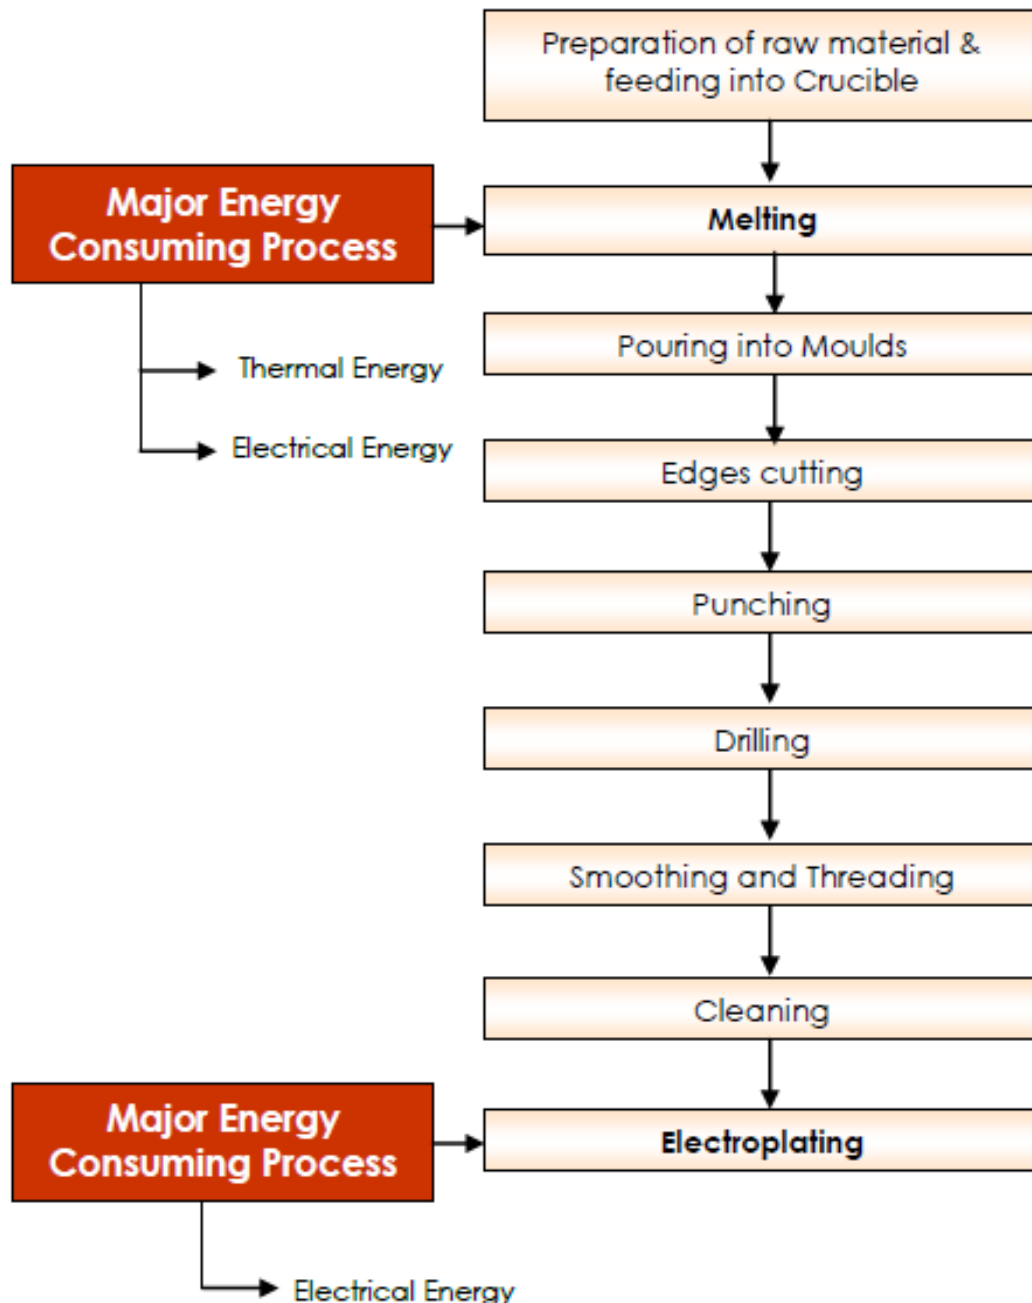 Preparation of raw material &
feeding into Crucible
Major Energy
Consuming Process
Melting
Thermal Energy
Electrical Energy
Pouring into Moulds
Edges cutting
Punching
Drilling
Smoothing and Threading
Cleaning
Major Energy
Consuming Process
Electroplating
Electrical Energy